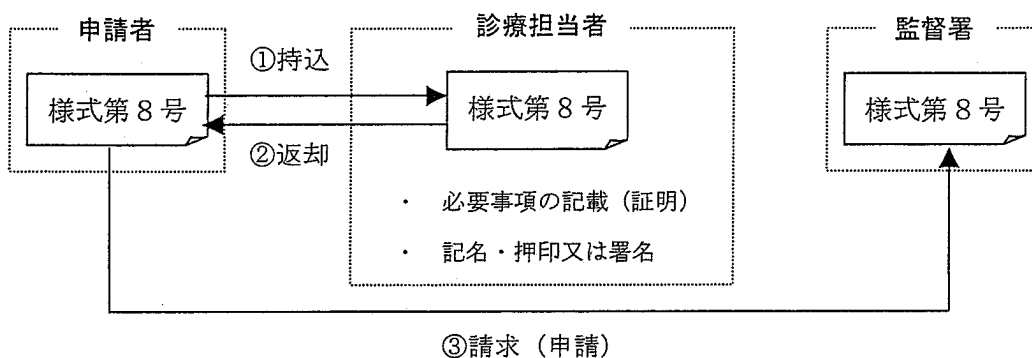 申請者
診療担当者
監督署
①持込
様式第８号
様式第８号
様式第８号
②返却
・ 必要事項の記載（証明）
・ 記名・押印又は署名
③請求（申請）